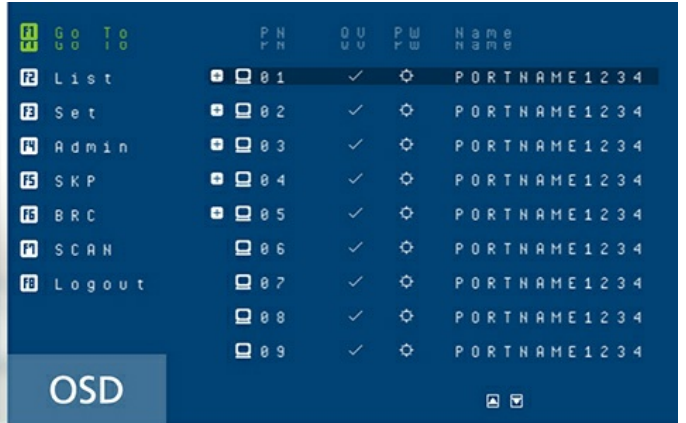 F1 Go To PN QV PW Name
F2 List 01 PORTNAME1234
F3 Set 02 PORTNAME1234
F4 Admin 03 PORTNAME1234
F5 SKP 04 PORTNAME1234
F6 BRC 05 PORTNAME1234
F7 SCAN 06 PORTNAME1234
F8 Logout 07 PORTNAME1234
08 PORTNAME1234
09 PORTNAME1234
OSD